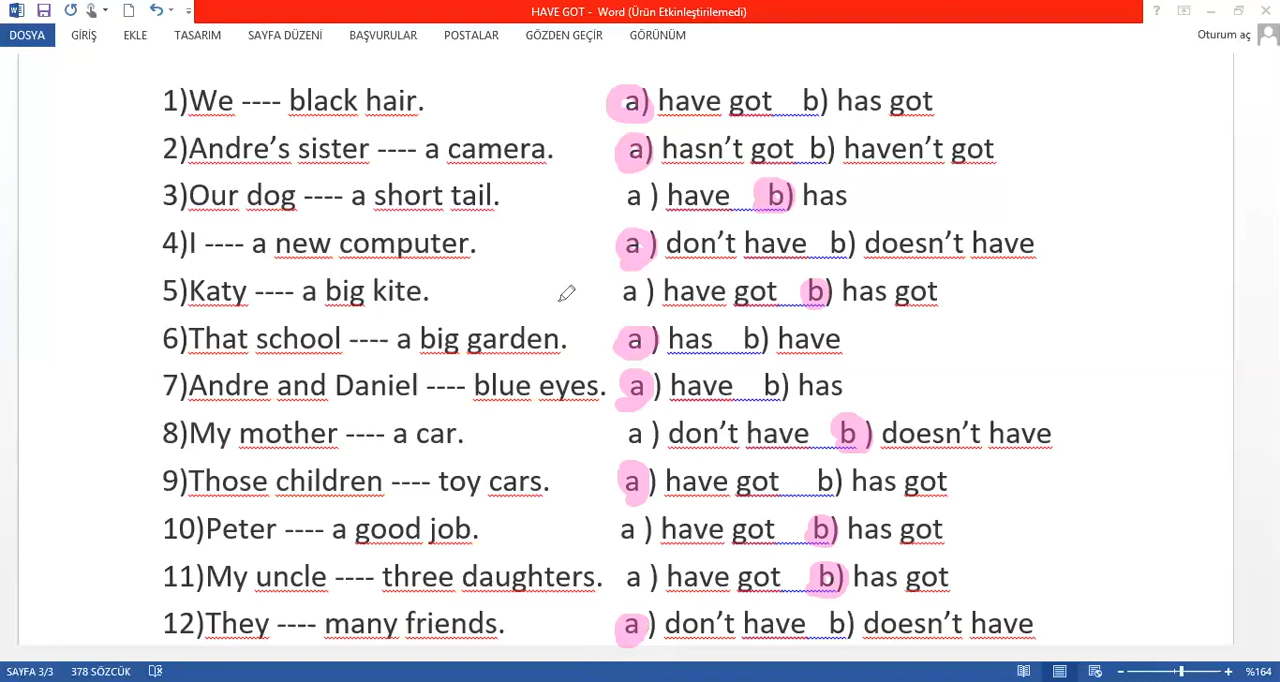 HAVE GOT - Word (Ürün Etkinleştirilemedi)
DOSYA GİRİŞ EKLE TASARIM SAYFA DÜZENİ BAŞVURULAR POSTALAR GÖZDEN GEÇİR GÖRÜNÜM Oturum aç
1)We ---- black hair. a) have got b) has got
2)Andre’s sister ---- a camera. a) hasn’t got b) haven’t got
3)Our dog ---- a short tail. a ) have b) has
4)I ---- a new computer. a ) don’t have b) doesn’t have
5)Katy ---- a big kite. a ) have got b) has got
6)That school ---- a big garden. a ) has b) have
7)Andre and Daniel ---- blue eyes. a ) have b) has
8)My mother ---- a car. a ) don’t have b ) doesn’t have
9)Those children ---- toy cars. a ) have got b) has got
10)Peter ---- a good job. a ) have got b) has got
11)My uncle ---- three daughters. a ) have got b) has got
12)They ---- many friends. a ) don’t have b) doesn’t have
SAYFA 3/3 378 SÖZCÜK %164